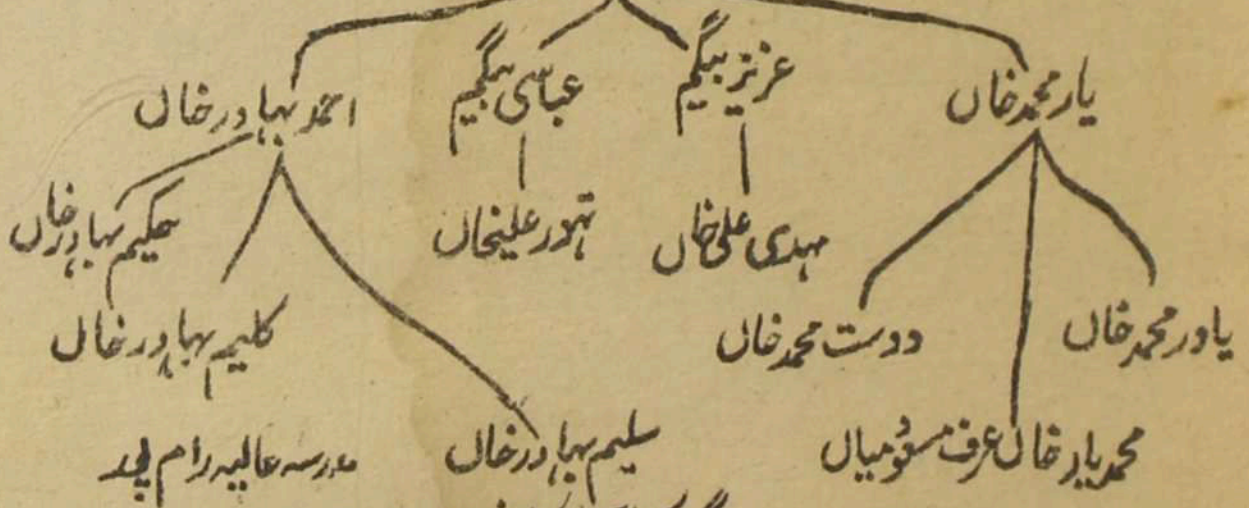 یار محمد خاں عزیز بیگم عباسی بیگم احمد بہادر خاں
مہدی علی خاں تہور علیخاں حکیم بہادر خاں
یاور محمد خاں دوست محمد خاں کلیم بہادر خاں
محمد یار خاں عرف میاں سلیم بہادر خاں مدرسہ عالیہ رام پور